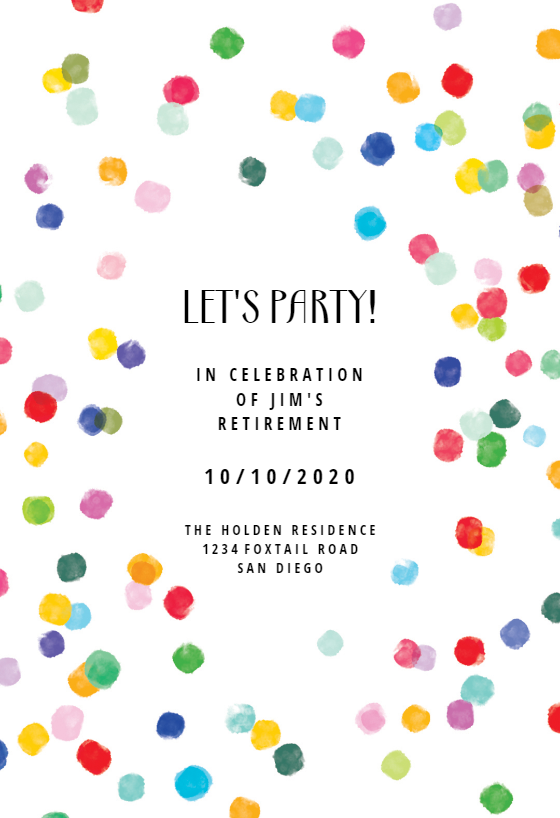 LET'S PARTY!
IN CELEBRATION
OF JIM'S
RETIREMENT
10/10/2020
THE HOLDEN RESIDENCE
1234 FOXTAIL ROAD
SAN DIEGO